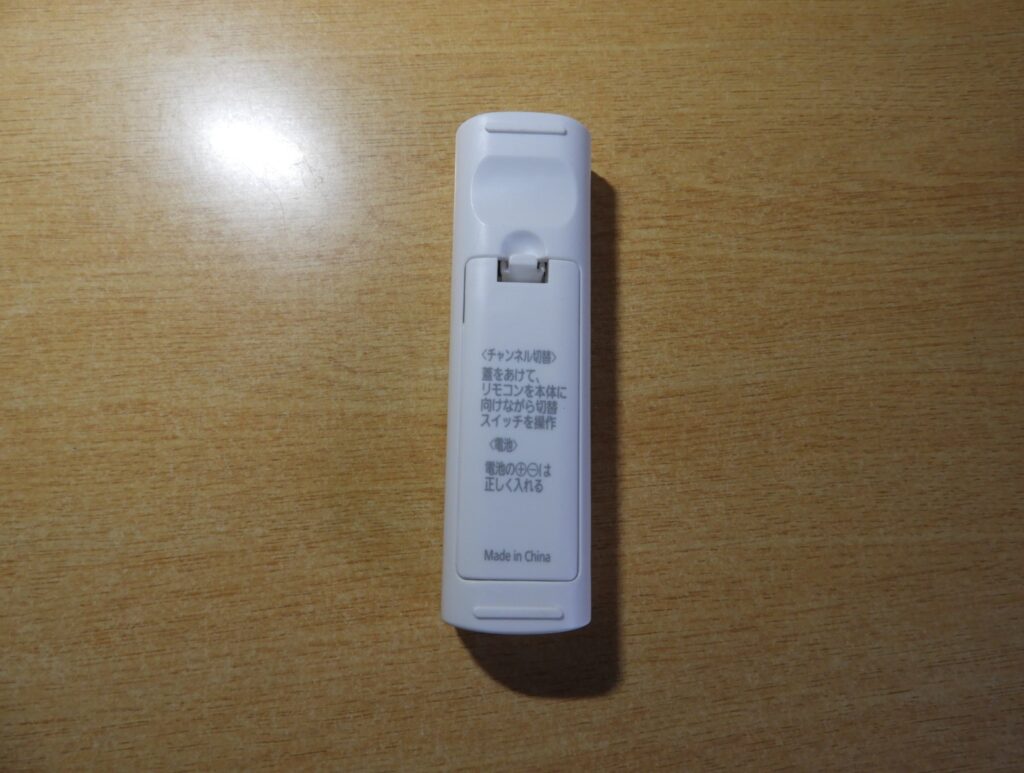 〈チャンネル切替〉
蓋をあけて、
リモコンを本体に
向けながら切替
スイッチを操作
〈電池〉
電池の⊕⊖は
正しく入れる
Made in China